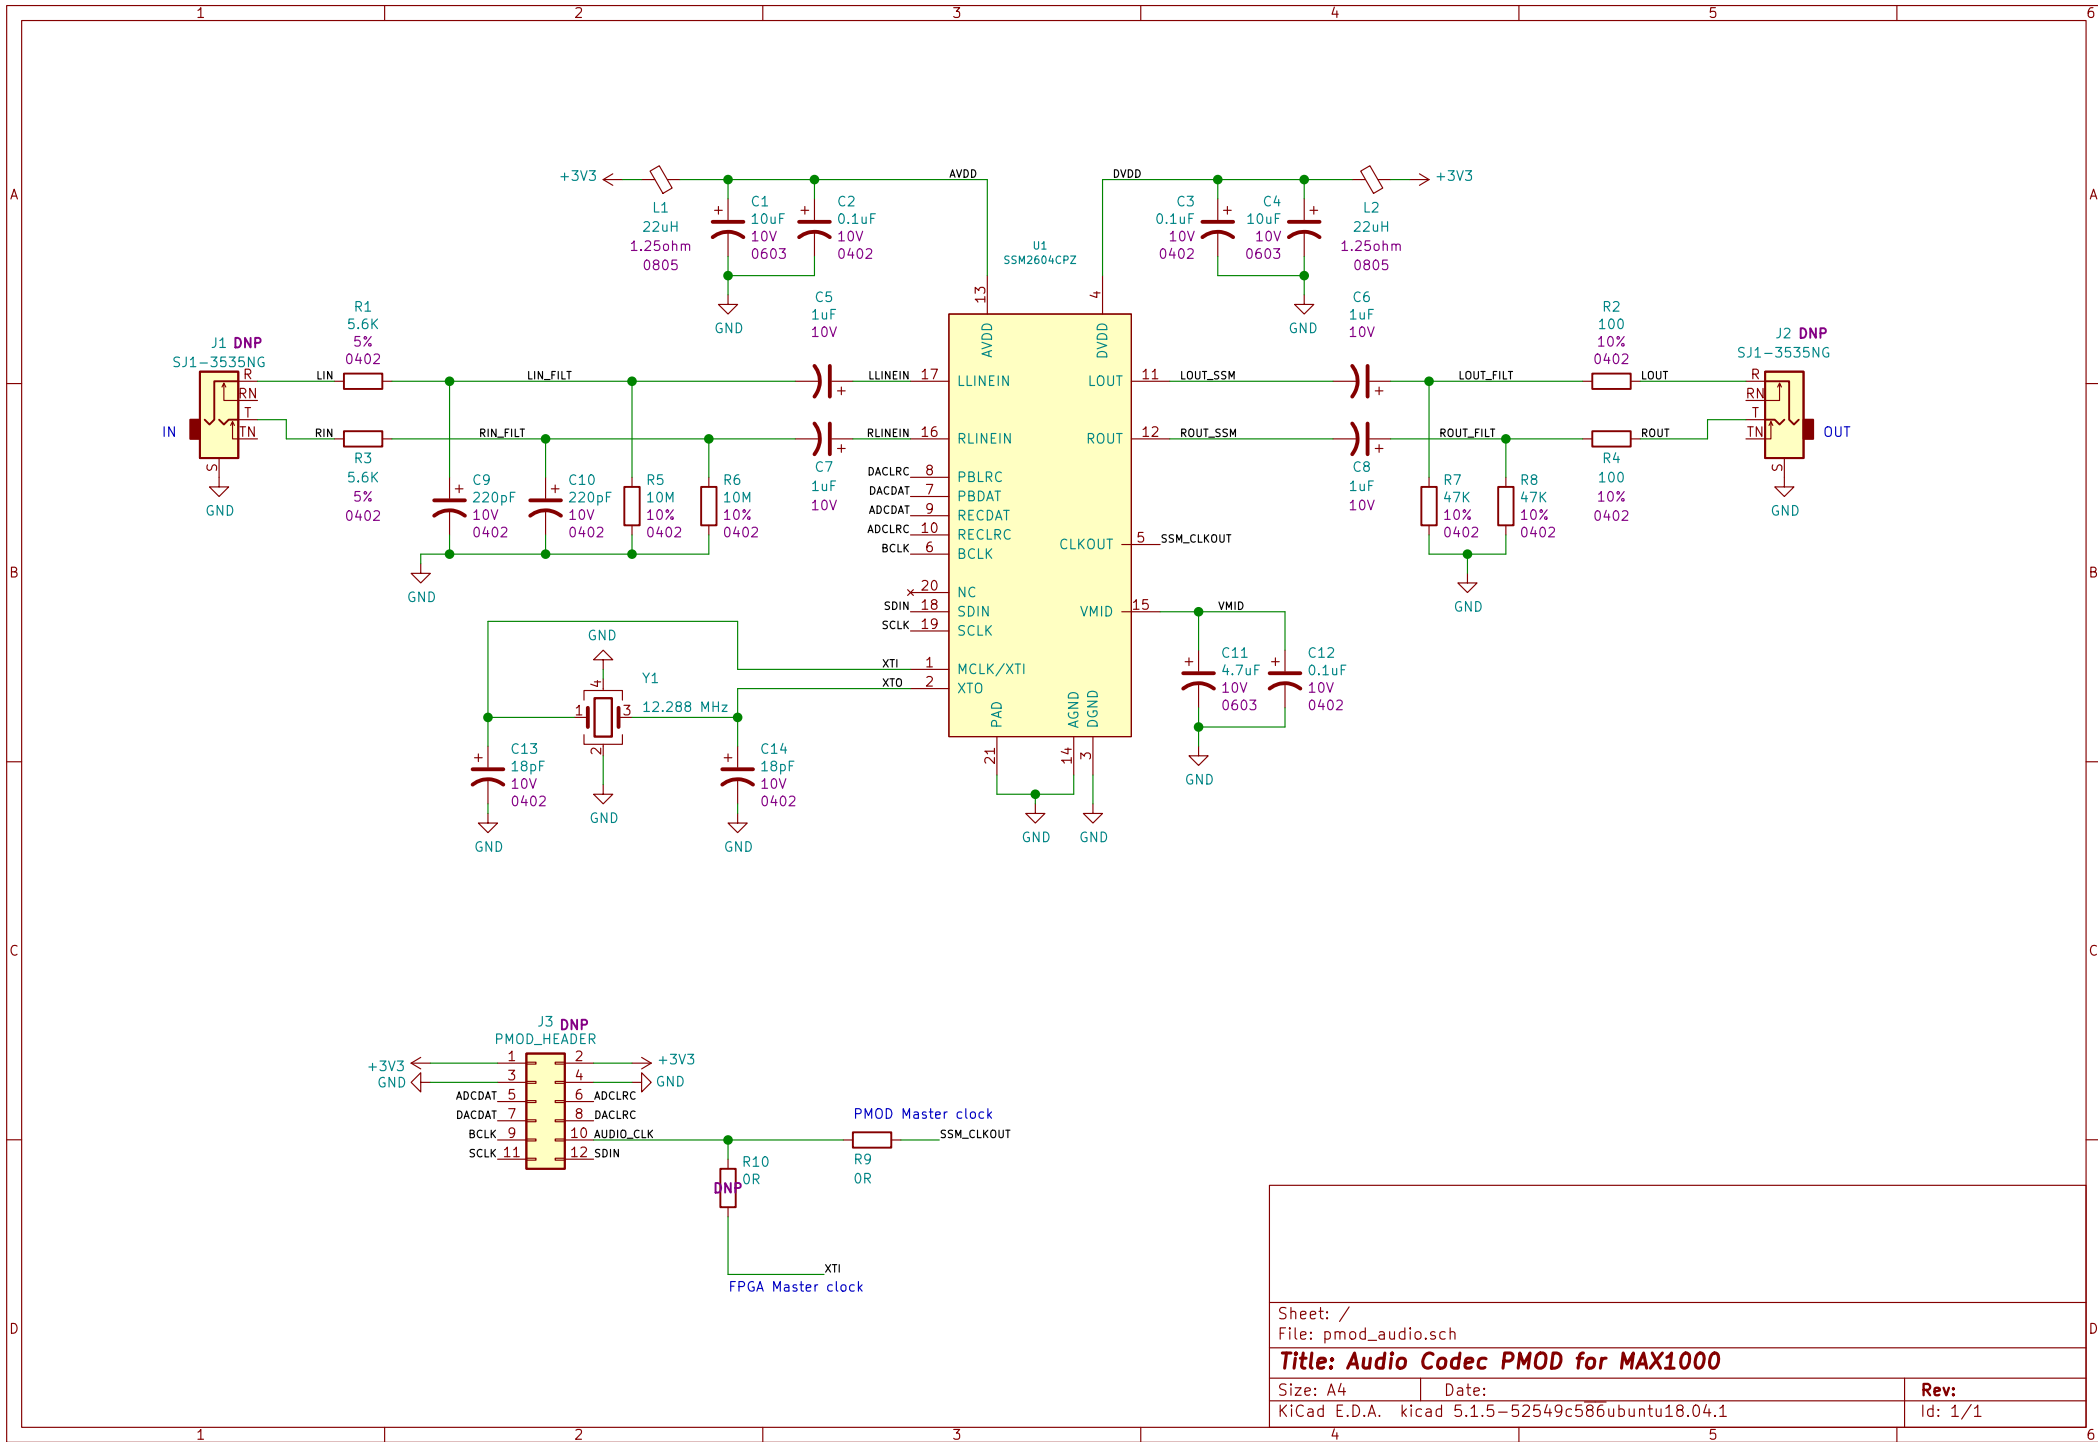 1 2 3 4 5 6
A A
B B
C C
D D
+3V3
L1
22uH
1.25ohm
0805
+
C1
10uF
10V
0603
+
C2
0.1uF
10V
0402
GND
AVDD
DVDD
C3
0.1uF
10V
0402
+
C4
10uF
10V
0603
+
GND
L2
22uH
1.25ohm
0805
+3V3
U1
SSM2604CPZ
J1 DNP
SJ1-3535NG
R
RN
T
TN
S
IN
GND
R1
5.6K
5%
0402
LIN
RIN
R3
5.6K
5%
0402
LIN_FILT
RIN_FILT
+
C9
220pF
10V
0402
+
C10
220pF
10V
0402
R5
10M
10%
0402
R6
10M
10%
0402
GND
C5
1uF
10V
+
C7
1uF
10V
+
LLINEIN 17 LLINEIN
RLINEIN 16 RLINEIN
DACLRC 8 PBLRC
DACDAT 7 PBDAT
ADCDAT 9 RECDAT
ADCLRC 10 RECLRC
BCLK 6 BCLK
20 NC
SDIN 18 SDIN
SCLK 19 SCLK
XTI 1 MCLK/XTI
XTO 2 XTO
13
AVDD
4
DVDD
LOUT 11 LOUT_SSM
ROUT 12 ROUT_SSM
CLKOUT 5 SSM_CLKOUT
VMID 15 VMID
PAD
AGND
DGND
21
14
3
GND GND
C6
1uF
10V
+
C8
1uF
10V
+
LOUT_FILT
ROUT_FILT
R7
47K
10%
0402
R8
47K
10%
0402
GND
R2
100
10%
0402
LOUT
ROUT
R4
100
10%
0402
J2 DNP
SJ1-3535NG
R
RN
T
TN
S
OUT
GND
+
C11
4.7uF
10V
0603
+
C12
0.1uF
10V
0402
GND
GND
4
Y1
1 3 12.288 MHz
2
GND
+
C13
18pF
10V
0402
GND
+
C14
18pF
10V
0402
GND
J3 DNP
PMOD_HEADER
+3V3 1 2 +3V3
GND 3 4 GND
ADCDAT 5 6 ADCLRC
DACDAT 7 8 DACLRC
BCLK 9 10 AUDIO_CLK
SCLK 11 12 SDIN
PMOD Master clock
SSM_CLKOUT
R9
0R
R10
0R
DNP
XTI
FPGA Master clock
Sheet: /
File: pmod_audio.sch
Title: Audio Codec PMOD for MAX1000
Size: A4 Date: Rev:
KiCad E.D.A. kicad 5.1.5-52549c586ubuntu18.04.1 Id: 1/1
1 2 3 4 5 6